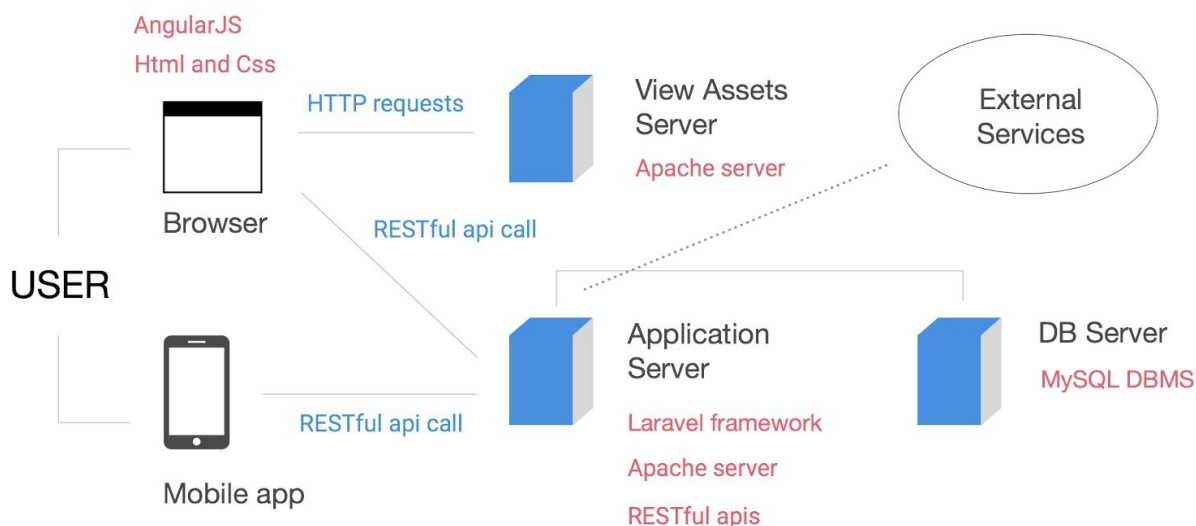 AngularJS
Html and Css
HTTP requests
View Assets
Server
Apache server
External
Services
Browser
RESTful api call
USER
Application
Server
DB Server
MySQL DBMS
RESTful api call
Laravel framework
Apache server
RESTful apis
Mobile app